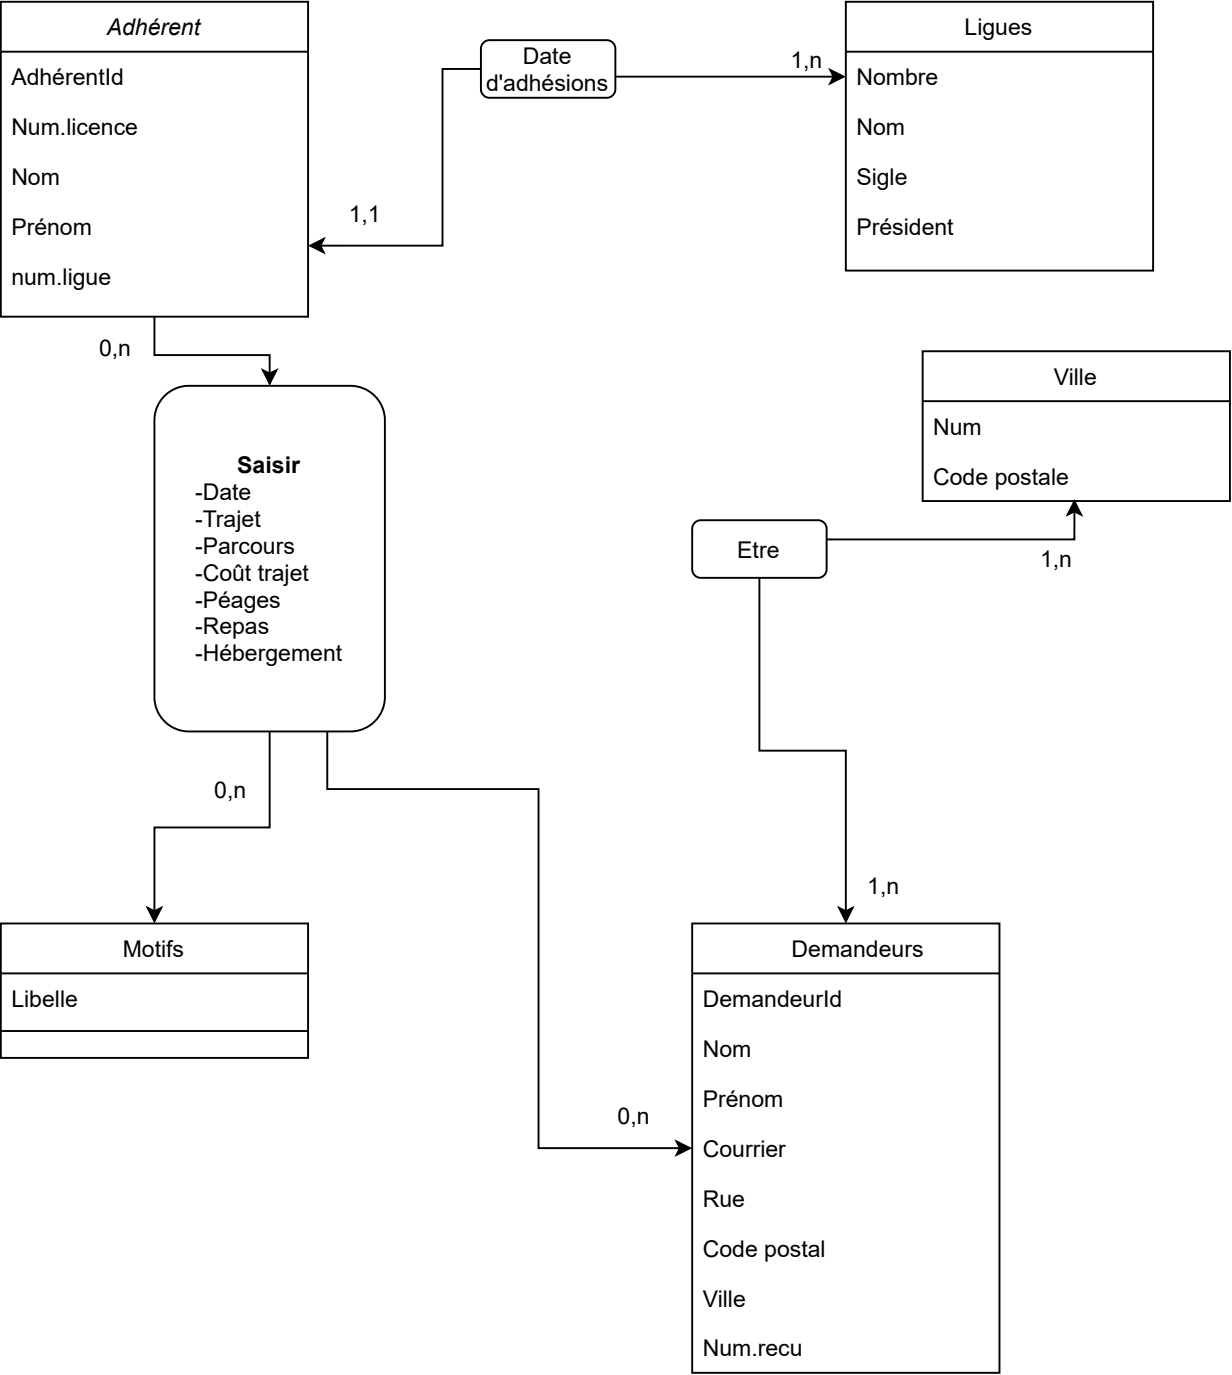 Adhérent
AdhérentId
Num.licence
Nom
Prénom
num.ligue
Date
d'adhésions
1,n
1,1
Ligues
Nombre
Nom
Sigle
Président
0,n
Saisir
-Date
-Trajet
-Parcours
-Coût trajet
-Péages
-Repas
-Hébergement
Ville
Num
Code postale
Etre
1,n
1,n
0,n
0,n
Motifs
Libelle
Demandeurs
DemandeurId
Nom
Prénom
Courrier
Rue
Code postal
Ville
Num.recu